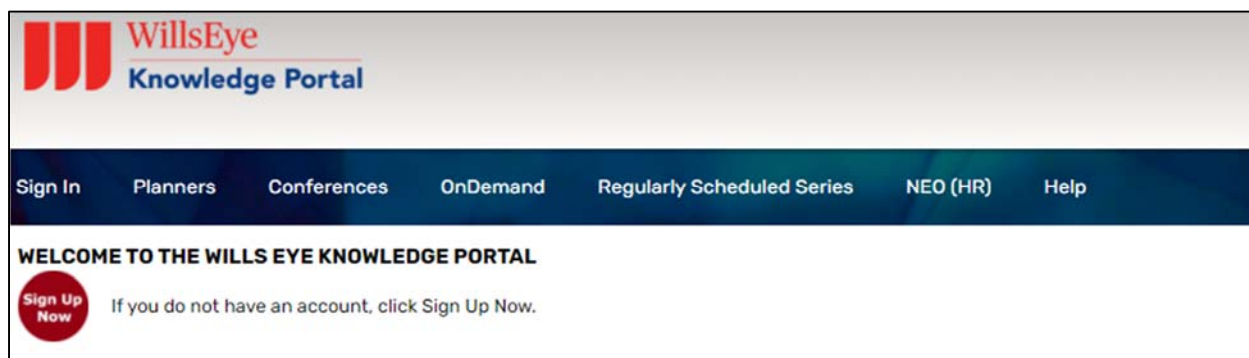 WillsEye
Knowledge Portal
Sign In Planners Conferences OnDemand Regularly Scheduled Series NEO (HR) Help
WELCOME TO THE WILLS EYE KNOWLEDGE PORTAL
Sign Up
Now
If you do not have an account, click Sign Up Now.